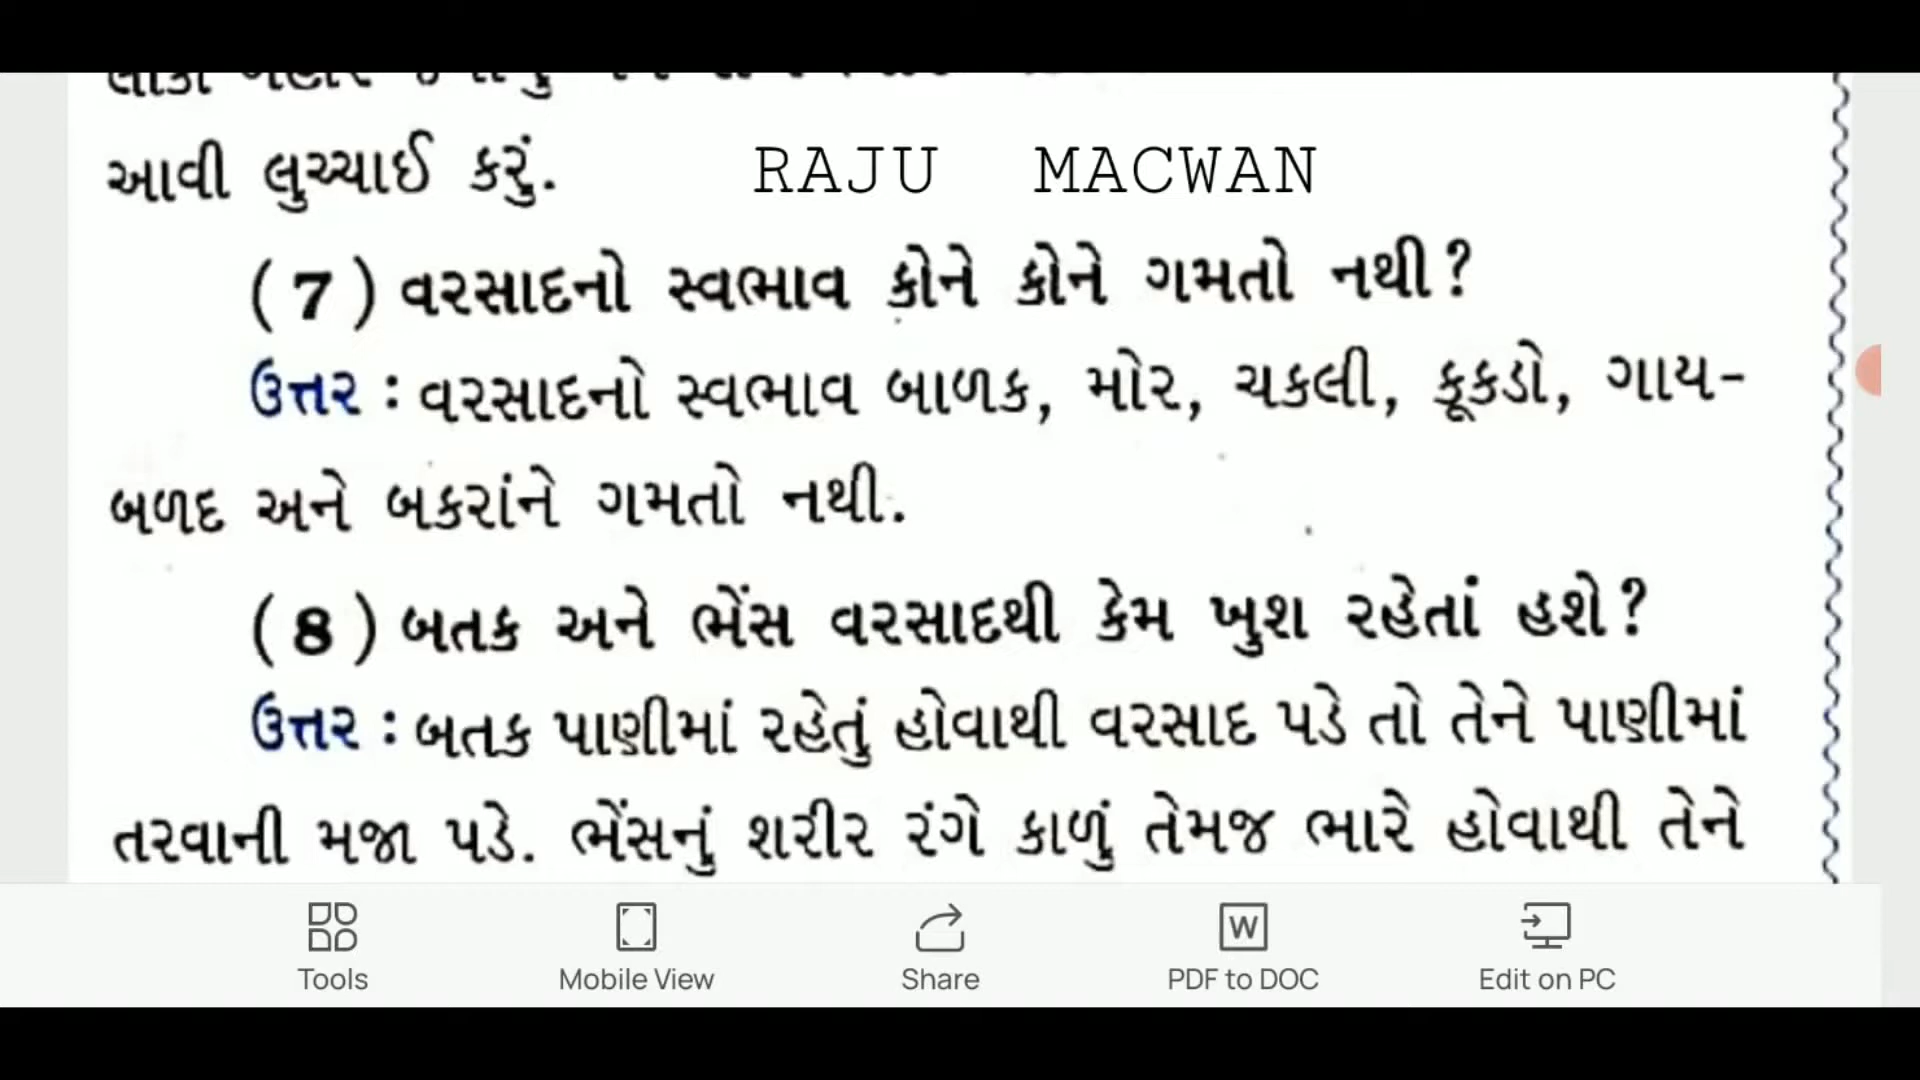 આવી લુચ્ચાઈ કરું.
RAJU MACWAN
(7) વરસાદનો સ્વભાવ કોને કોને ગમતો નથી?
ઉત્તર : વરસાદનો સ્વભાવ બાળક, મોર, ચકલી, કૂકડો, ગાય-
બળદ અને બકરાંને ગમતો નથી.
(8) બતક અને ભેંસ વરસાદથી કેમ ખુશ રહેતાં હશે?
ઉત્તર : બતક પાણીમાં રહેતું હોવાથી વરસાદ પડે તો તેને પાણીમાં
તરવાની મજા પડે. ભેંસનું શરીર રંગે કાળું તેમજ ભારે હોવાથી તેને
Tools
Mobile View
Share
W
PDF to DOC
Edit on PC